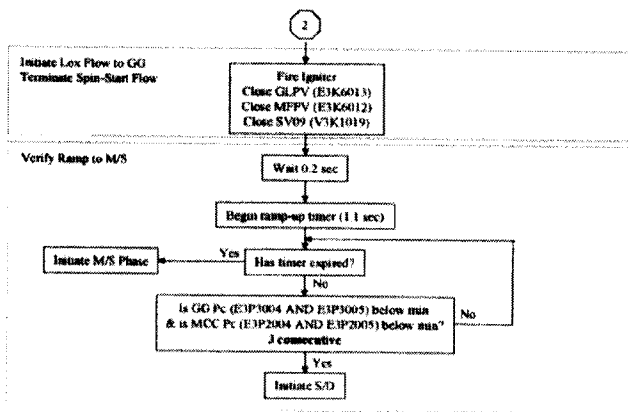 2
Initiate Lox Flow to GG
Terminate Spin-Start Flow
Fire Igniter
Close GLPV (E3K6013)
Close MFPV (E3K6012)
Close SV09 (V3K1019)
Verify Ramp to M/S
Wait 0.2 sec
Begin ramp-up timer (1.1 sec)
Initiate M/S Phase
Yes
Has timer expired?
No
Is GG Pc (E3P3004 AND E3P3005) below min
& is MCC Pc (E3P2004 AND E3P2005) below min?
3 consecutive
No
Yes
Initiate S/D